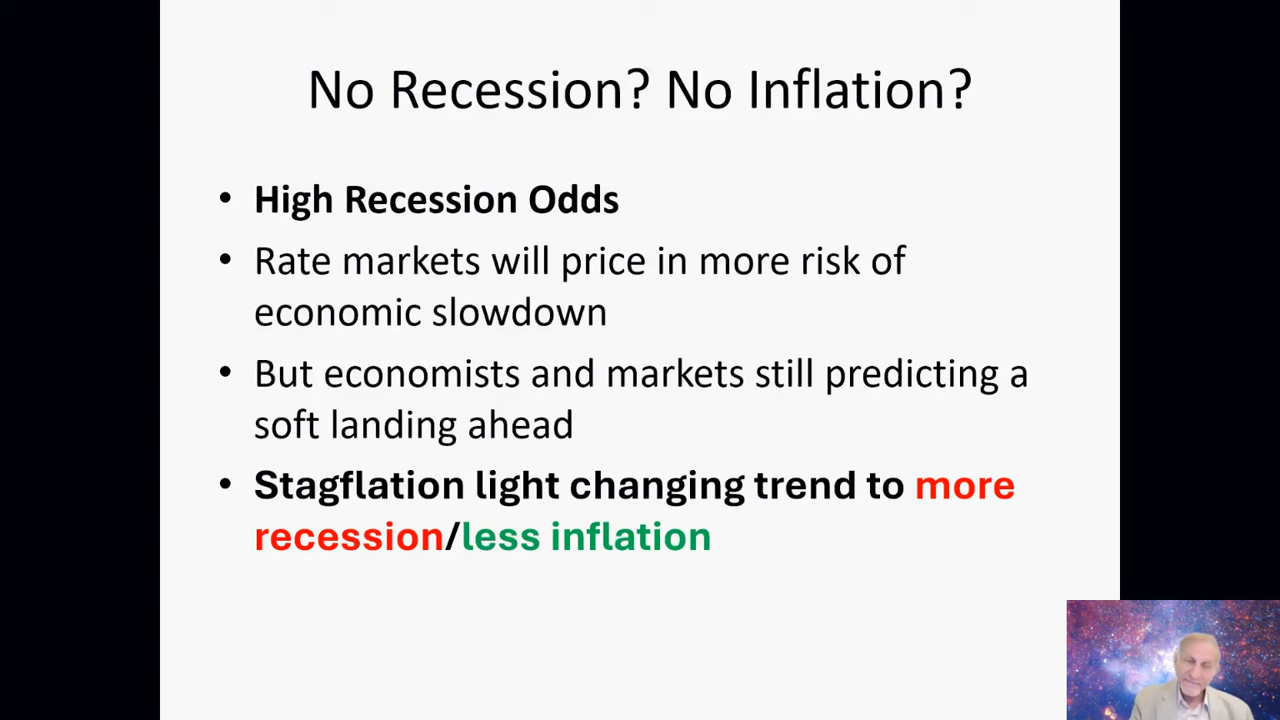 No Recession? No Inflation?
• High Recession Odds
• Rate markets will price in more risk of
economic slowdown
• But economists and markets still predicting a
soft landing ahead
• Stagflation light changing trend to more
recession/less inflation